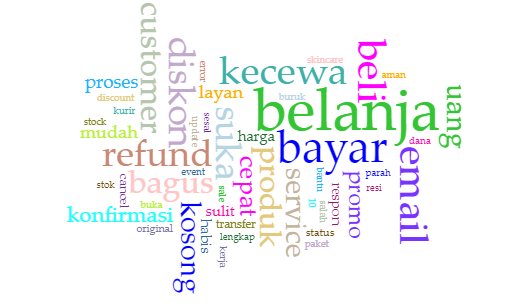 customer
diskon
error
kecewa
skincare
beli
aman
proses
layan
discount
buruk
belanja
uang
kurir
stock
mudah
suka
update
sesal
harga
bayar
dana
refund
produk
email
event
cepat
service
bantu
parah
stok
cancel
bagus
sale
respon
promo
resi
buka
kosong
sulit
10
salah
konfirmasi
habis
transfer
original
lengkap
status
kerja
paket